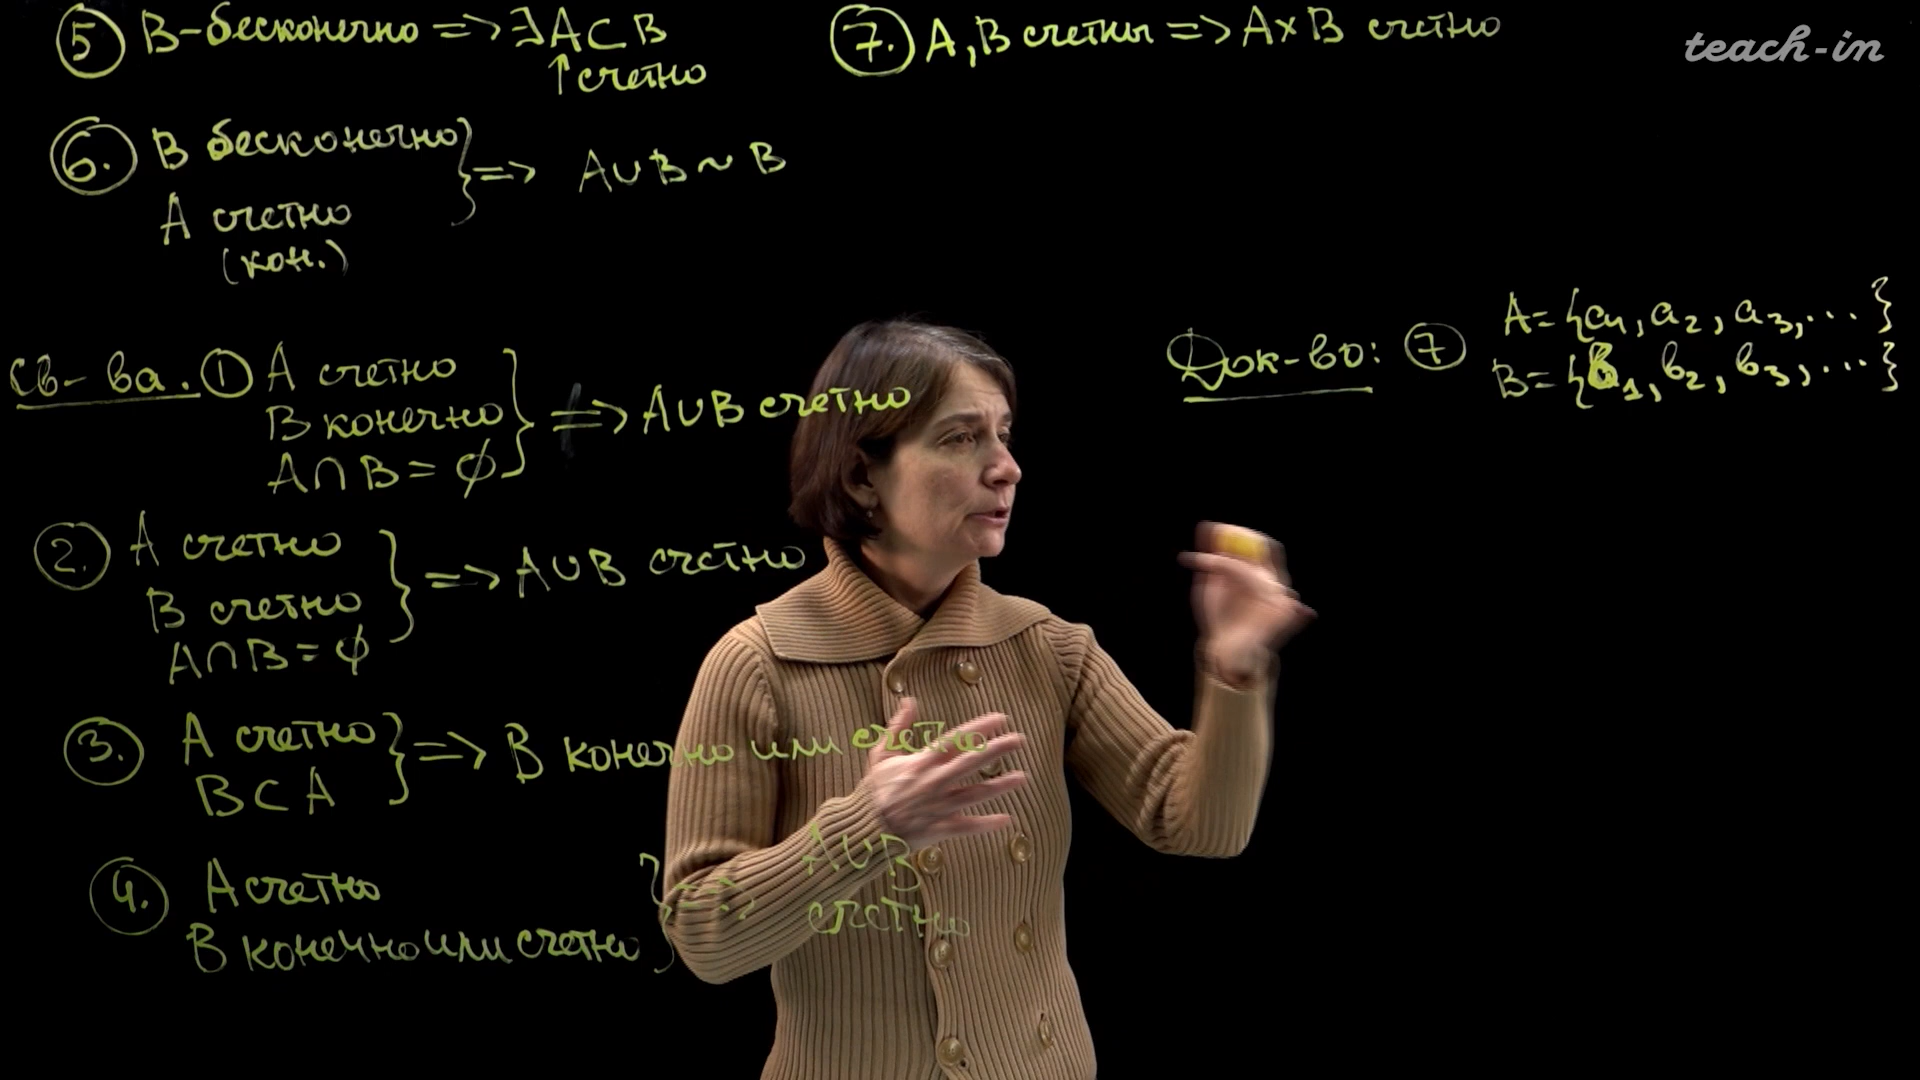 ⑤ B-бесконечно => ∃A⊂B
↑счетно
⑦. A,B счетны => A×B счетно
teach-in
⑥. B бесконечно } => A∪B ~ B
A счетно
(кон.)
св-ва. ① A счетно
B конечно } => A∪B счетно
A∩B = ∅
②. A счетно
B счетно } => A∪B счетно
A∩B = ∅
③. A счетно } => B конечно или счетно
B⊂A
④. A счетно
B конечно или счетно } => A∪B
счетно
Док-во: ⑦ A={a₁, a₂, a₃, ... }
B={b₁, b₂, b₃, ... }